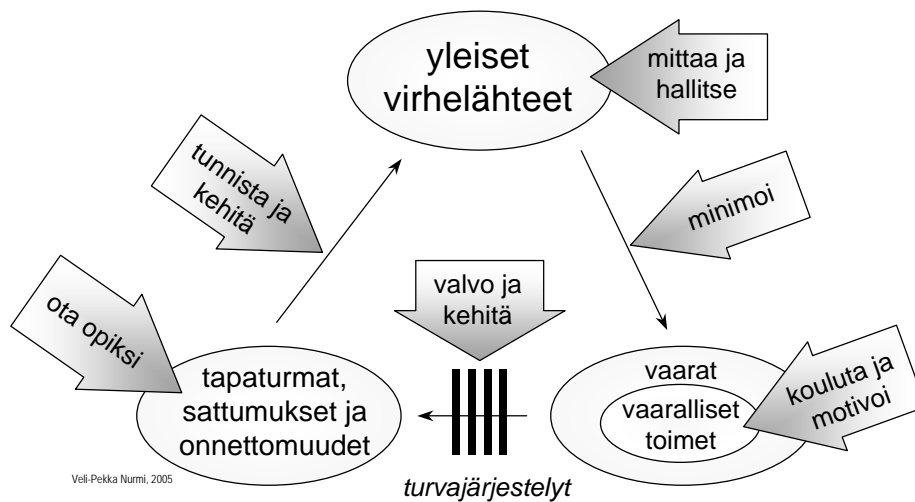 yleiset
virhelähteet
mittaa ja
hallitse
tunnista ja
kehitä
minimoi
valvo ja
kehitä
ota opiksi
tapaturmat,
sattumukset ja
onnettomuudet
vaarat
vaaralliset
toimet
kouluta ja
motivoi
Veli-Pekka Nurmi, 2005
turvajärjestelyt